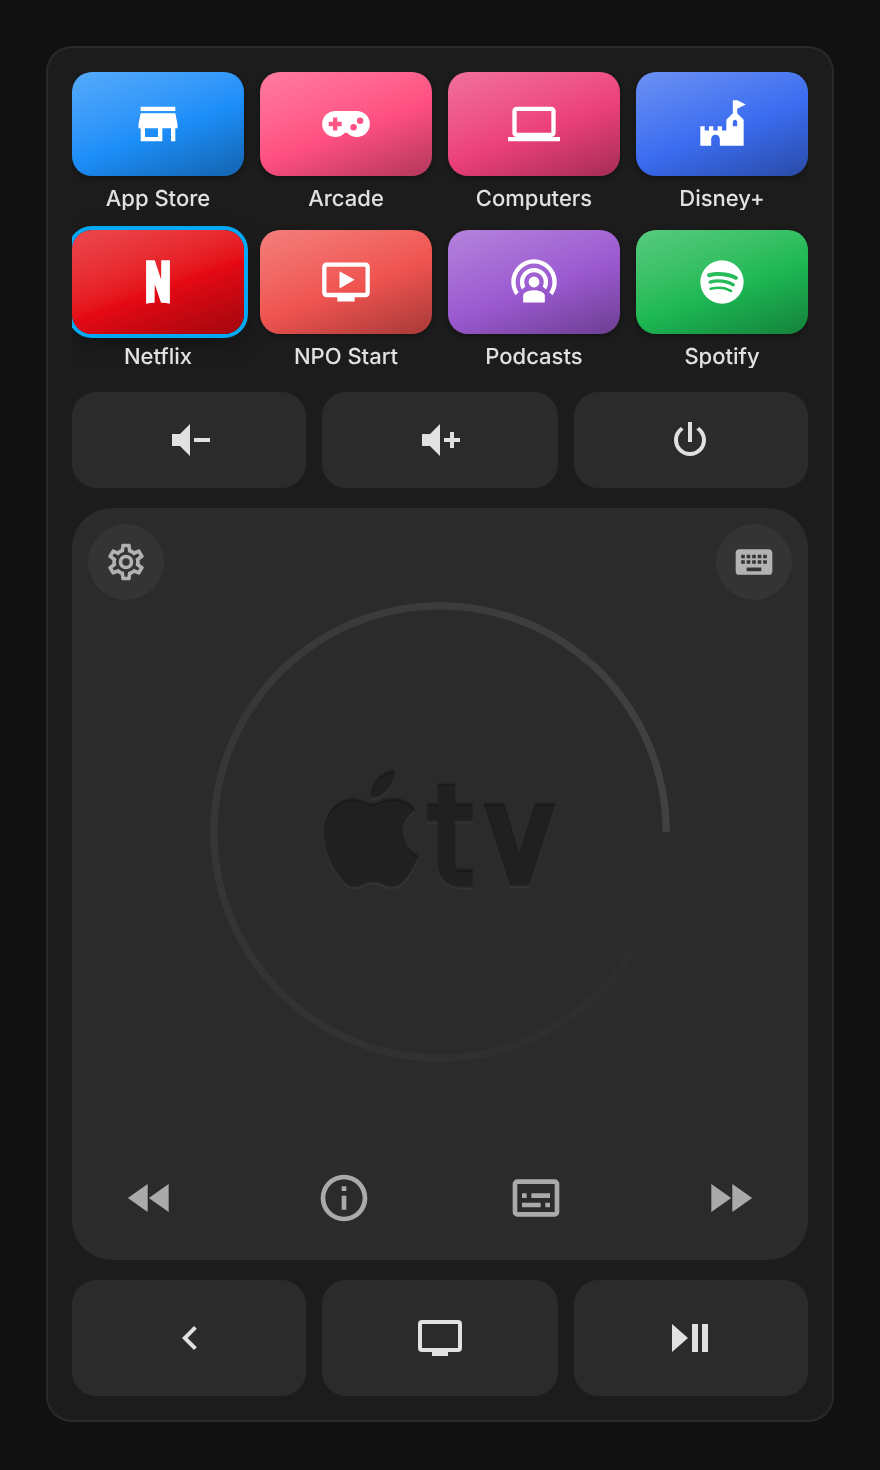 App Store
Arcade
Computers
Disney+
Netflix
NPO Start
Podcasts
Spotify
tv